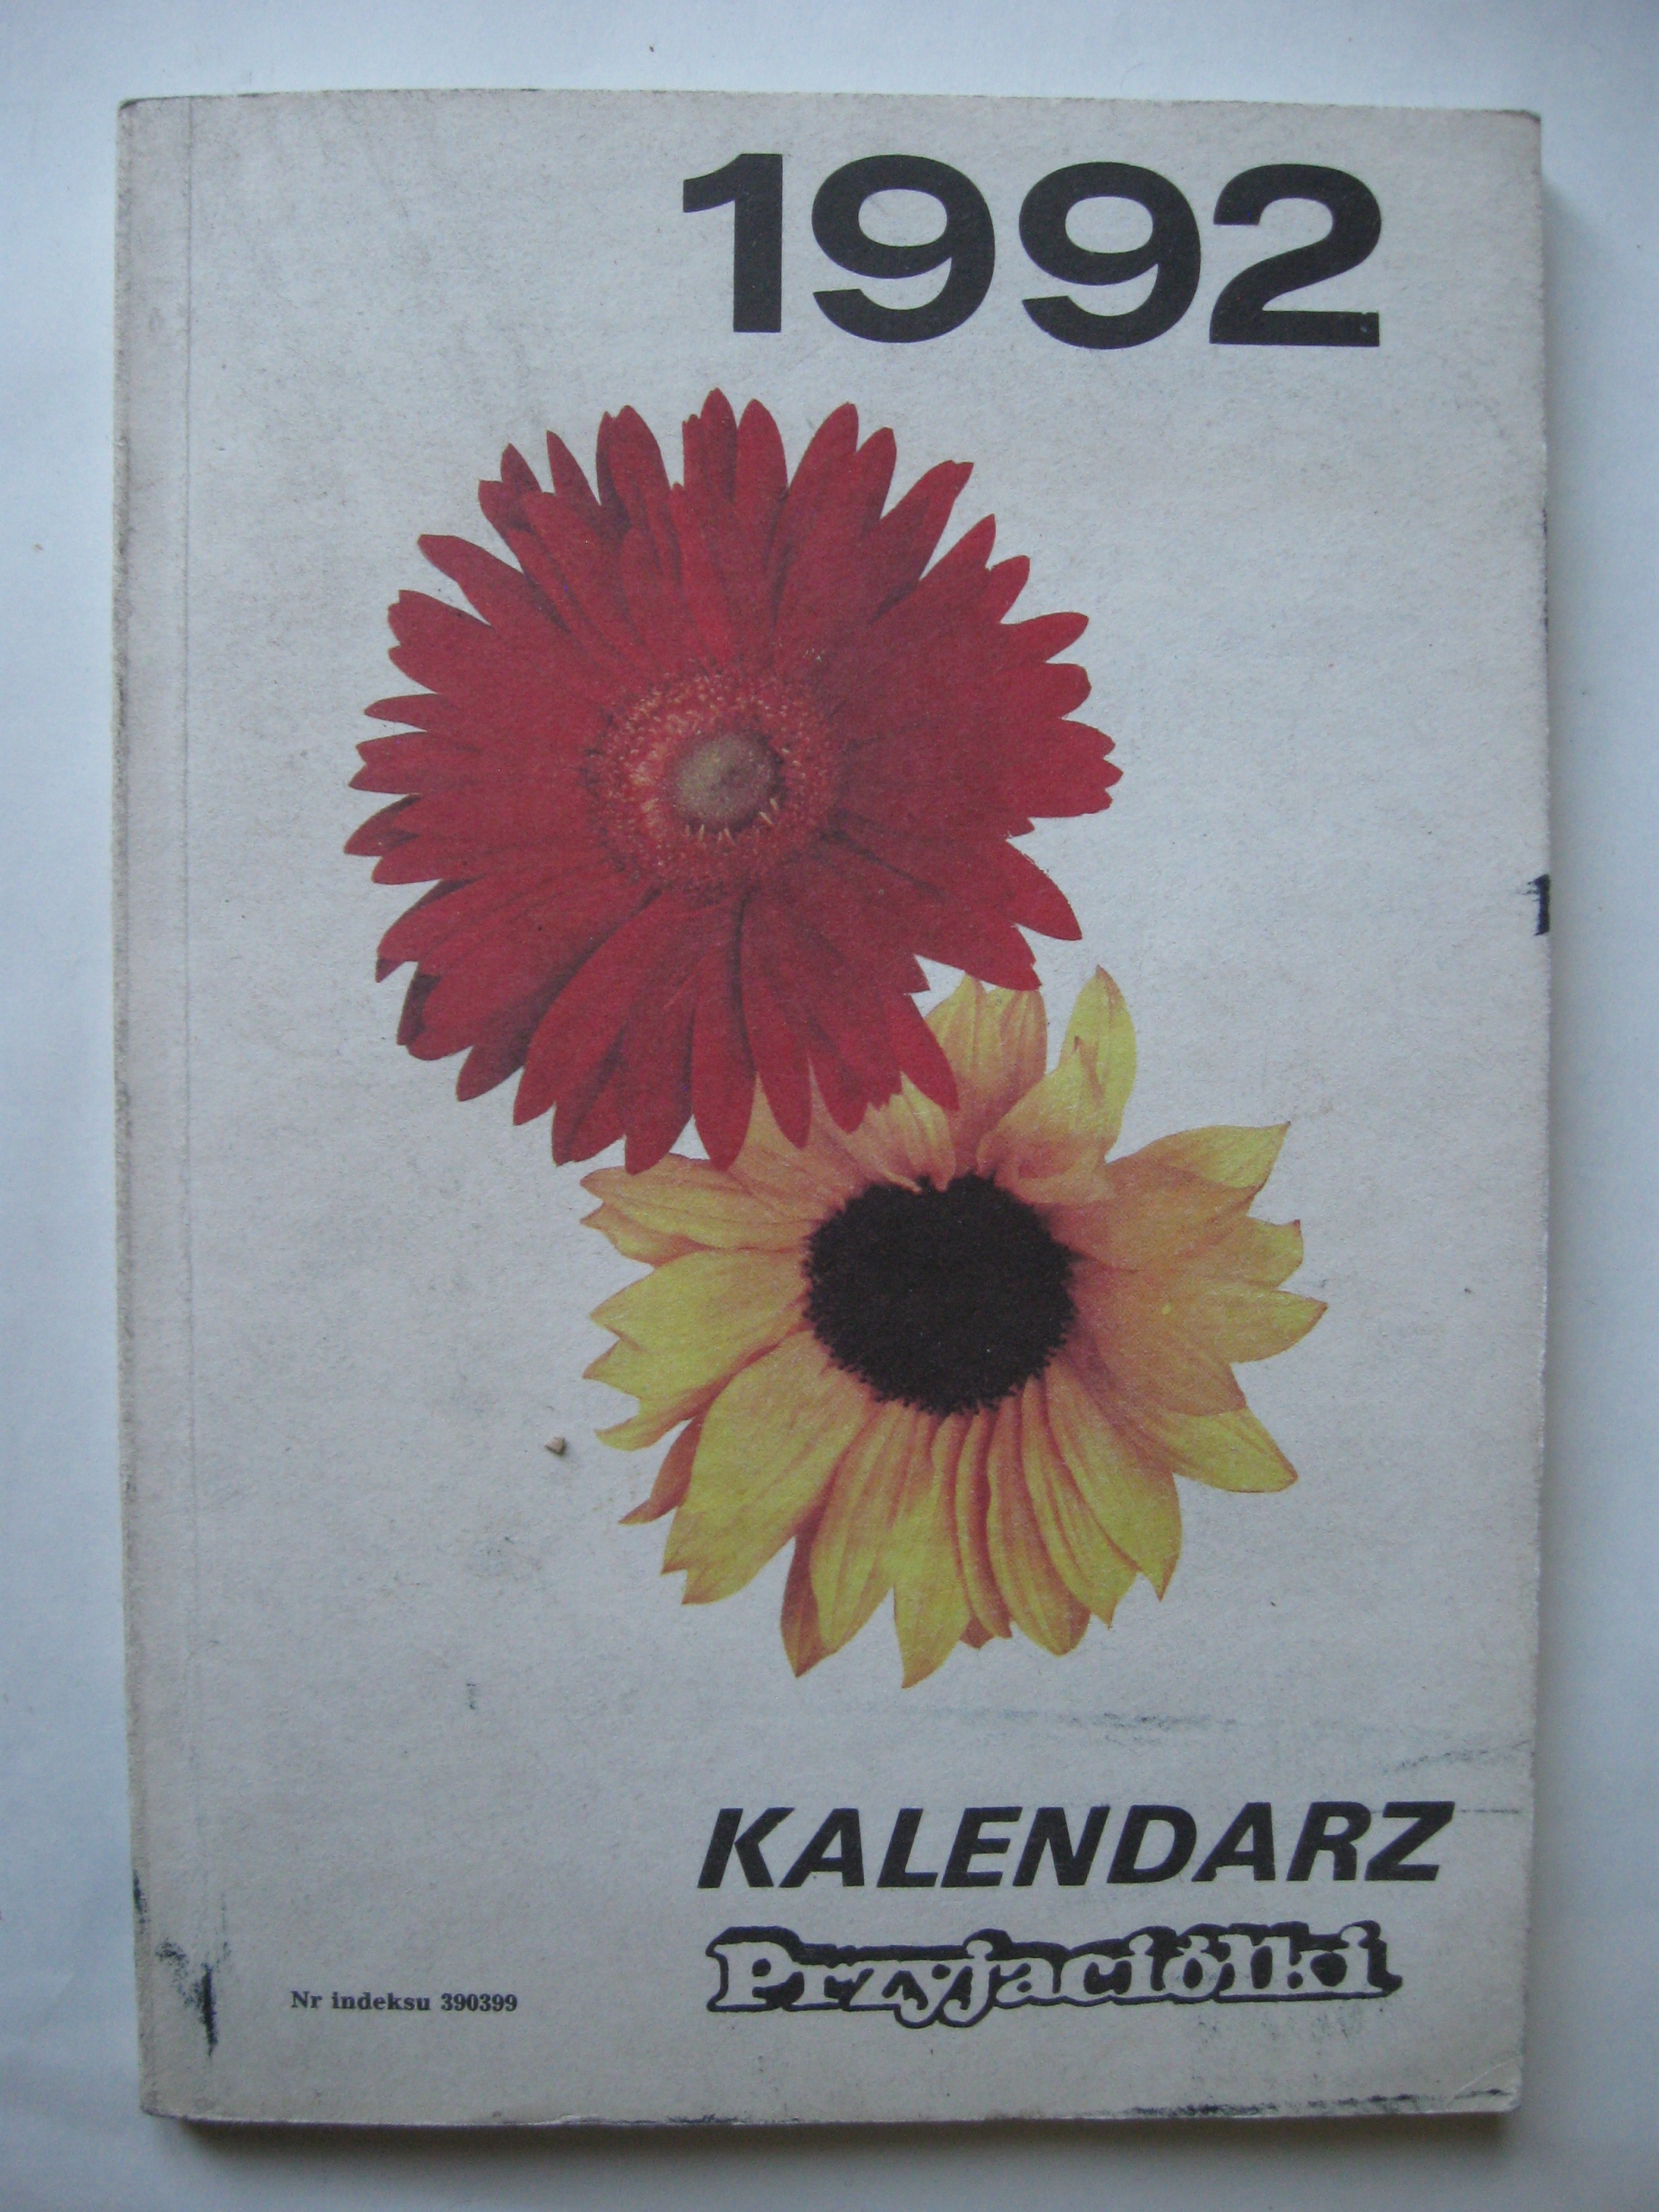 1992
KALENDARZ
Przyjaciółki
Nr indeksu 390399